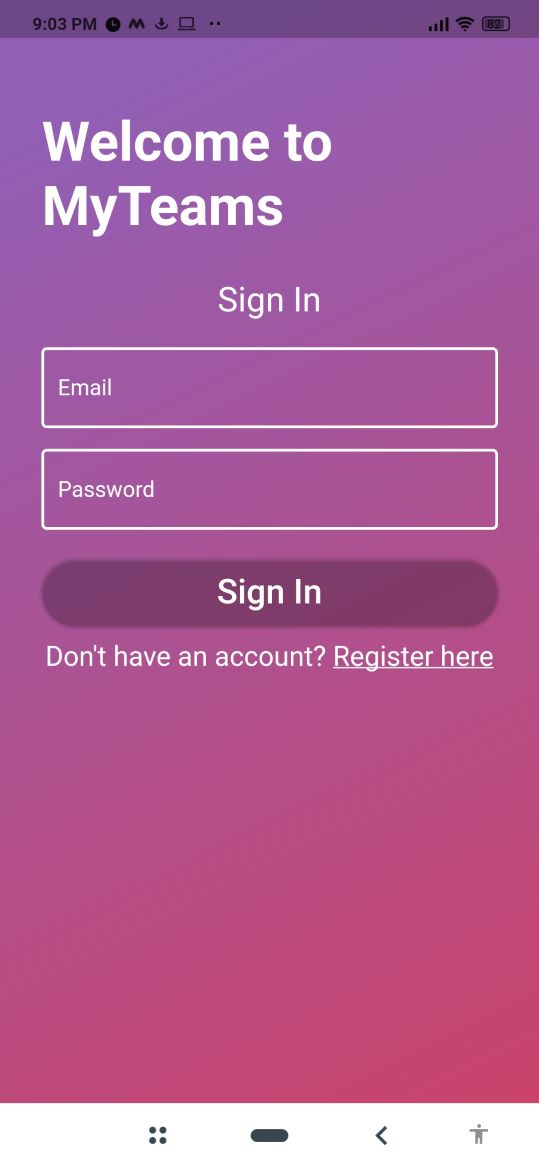 9:03 PM
82
Welcome to
MyTeams
Sign In
Email
Password
Sign In
Don't have an account? Register here